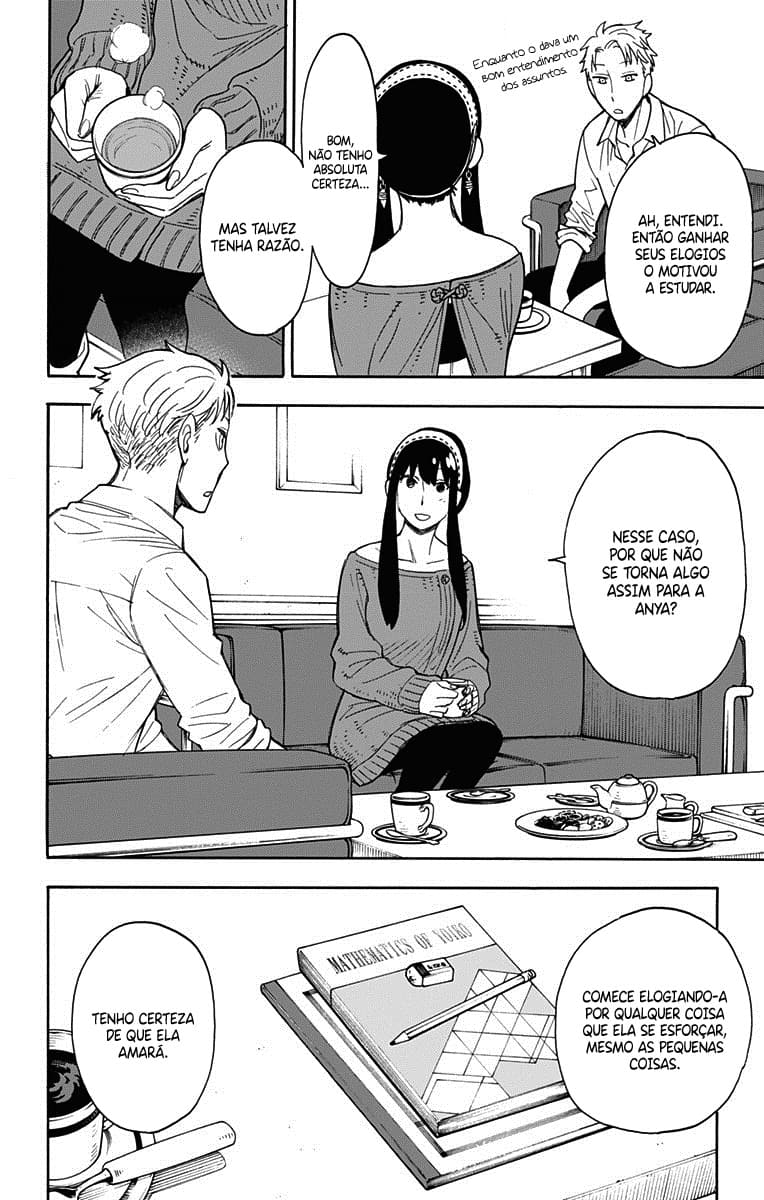 AH, ENTENDI.
ENTÃO GANHAR
SEUS ELOGIOS
O MOTIVOU
A ESTUDAR.
Enquanto o dava um
bom entendimento
dos assuntos.
BOM,
NÃO TENHO
ABSOLUTA
CERTEZA...
MAS TALVEZ
TENHA RAZÃO.
NESSE CASO,
POR QUE NÃO
SE TORNA ALGO
ASSIM PARA A
ANYA?
COMECE ELOGIANDO-A
POR QUALQUER COISA
QUE ELA SE ESFORÇAR,
MESMO AS PEQUENAS
COISAS.
MATHEMATICS OF YOIKO
TENHO CERTEZA
DE QUE ELA
AMARÁ.